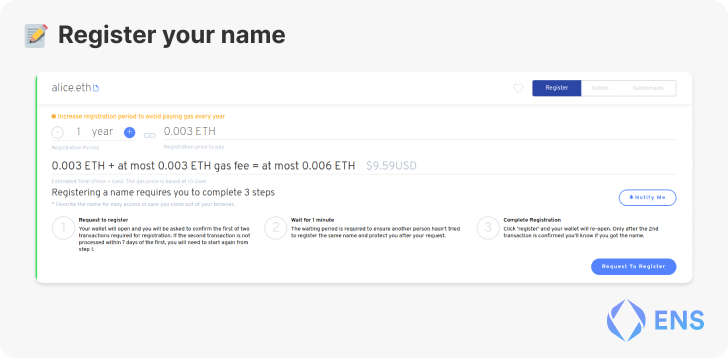 Register your name
alice.eth
Register Details Subdomains
Increase registration period to avoid paying gas every year
- 1 year + 0.003 ETH
Registration Period Registration price to pay
0.003 ETH + at most 0.003 ETH gas fee = at most 0.006 ETH $9.59USD
Estimated Total (Price + Gas). The gas price is based at 10 Gwei
Registering a name requires you to complete 3 steps
* Favorite the name for easy access in case you close out of your browser.
Notify Me
1 Request to register
Your wallet will open and you will be asked to confirm the first of two
transactions required for registration. If the second transaction is not
processed within 7 days of the first, you will need to start again from
step 1.
2 Wait for 1 minute
The waiting period is required to ensure another person hasn't tried
to register the same name and protect you after your request.
3 Complete Registration
Click 'register' and your wallet will re-open. Only after the 2nd
transaction is confirmed you'll know if you got the name.
Request To Register
ENS